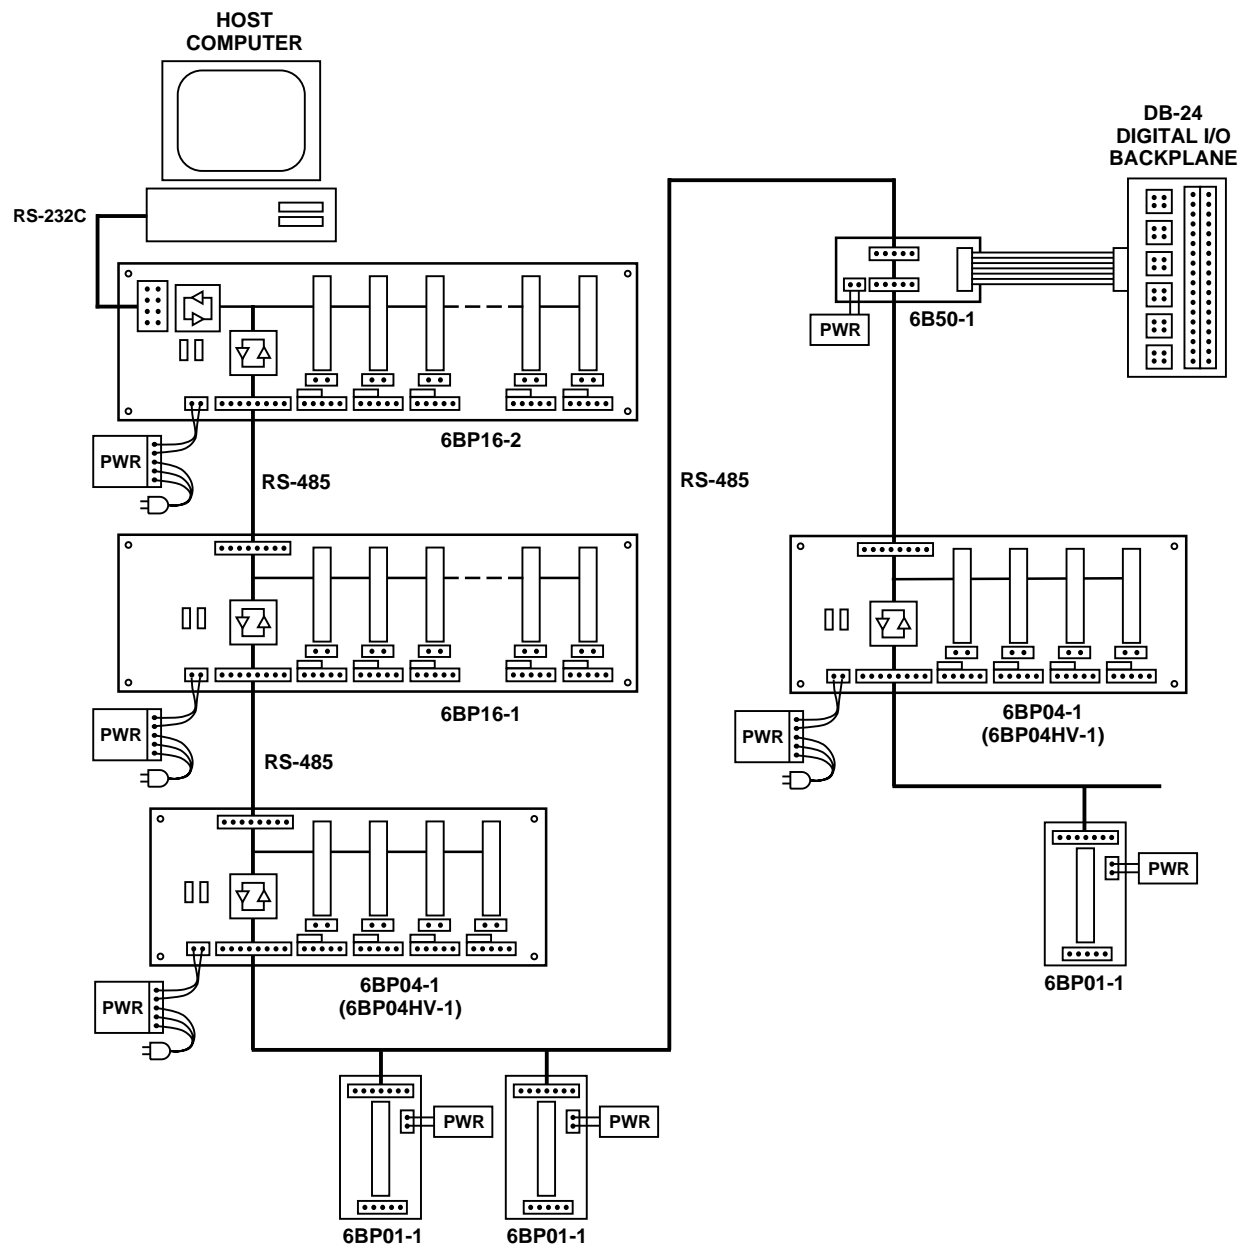 HOST
COMPUTER
RS-232C
PWR
6BP16-2
RS-485
PWR
6BP16-1
RS-485
PWR
6BP04-1
(6BP04HV-1)
PWR
6BP01-1
PWR
6BP01-1
RS-485
DB-24
DIGITAL I/O
BACKPLANE
PWR
6B50-1
PWR
6BP04-1
(6BP04HV-1)
PWR
6BP01-1